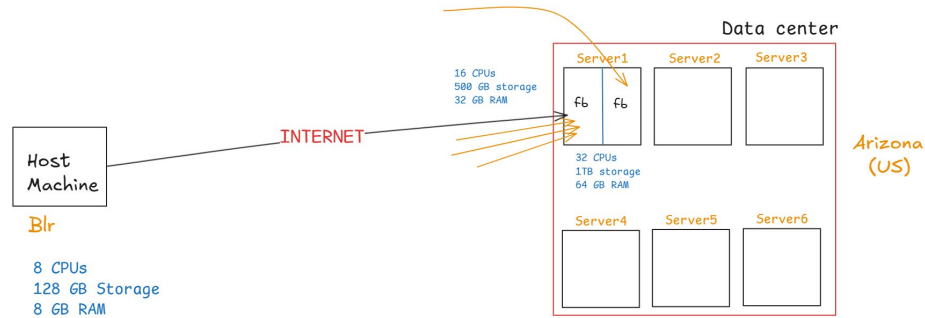 Data center
Server1
Server2
Server3
16 CPUs
500 GB storage
32 GB RAM
fb
fb
INTERNET
Host
Machine
Arizona
(US)
32 CPUs
1TB storage
64 GB RAM
Blr
Server4
Server5
Server6
8 CPUs
128 GB Storage
8 GB RAM